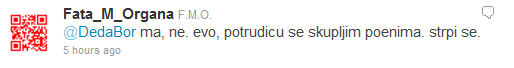 Fata_M_Organa F.M.O.
@DedaBor ma, ne. evo, potrudicu se skupljim poenima. strpi se.
5 hours ago